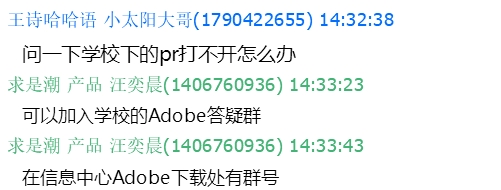 王诗哈哈语 小太阳大哥(1790422655) 14:32:38
问一下学校下的pr打不开怎么办
求是潮 产品 汪奕晨(1406760936) 14:33:23
可以加入学校的Adobe答疑群
求是潮 产品 汪奕晨(1406760936) 14:33:43
在信息中心Adobe下载处有群号